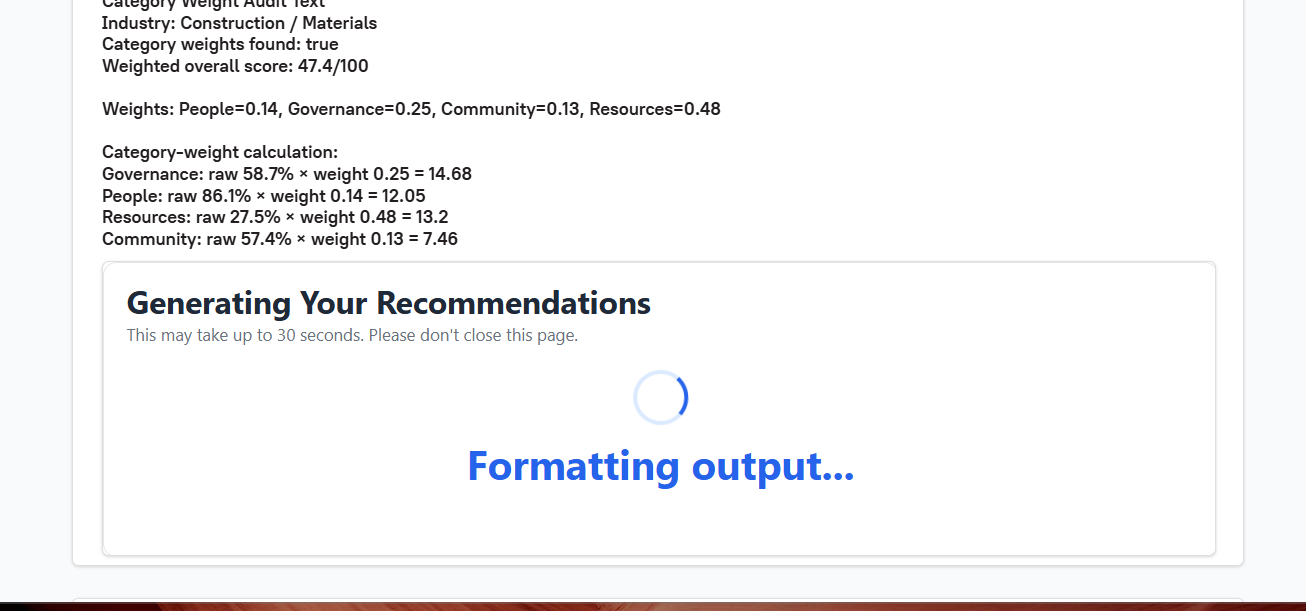 Category Weight Audit Text
Industry: Construction / Materials
Category weights found: true
Weighted overall score: 47.4/100
Weights: People=0.14, Governance=0.25, Community=0.13, Resources=0.48
Category-weight calculation:
Governance: raw 58.7% × weight 0.25 = 14.68
People: raw 86.1% × weight 0.14 = 12.05
Resources: raw 27.5% × weight 0.48 = 13.2
Community: raw 57.4% × weight 0.13 = 7.46
Generating Your Recommendations
This may take up to 30 seconds. Please don't close this page.
Formatting output...